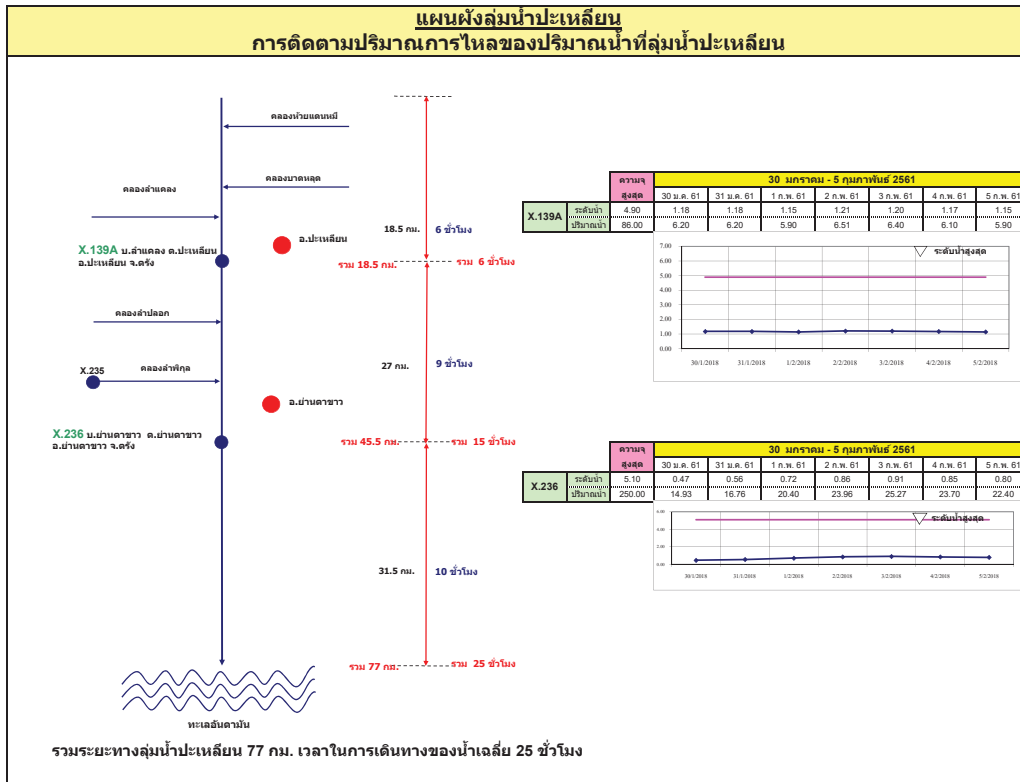 แผนผังลุ่มน้ำปะเหลียน
การติดตามปริมาณการไหลของปริมาณน้ำที่ลุ่มน้ำปะเหลียน
คลองห้วยแดนหมี
คลองบาตหลุด
คลองลำแคลง
18.5 กม.
6 ชั่วโมง
อ.ปะเหลียน
X.139A บ.ลำแคลง ต.ปะเหลียน
อ.ปะเหลียน จ.ตรัง
รวม 18.5 กม.
รวม 6 ชั่วโมง
คลองลำปลอก
X.235
คลองลำพิกุล
27 กม.
9 ชั่วโมง
อ.ย่านตาขาว
X.236 บ.ย่านตาขาว ต.ย่านตาขาว
อ.ย่านตาขาว จ.ตรัง
รวม 45.5 กม.
รวม 15 ชั่วโมง
31.5 กม.
10 ชั่วโมง
รวม 77 กม.
รวม 25 ชั่วโมง
ทะเลอันดามัน
ความจุ 30 มกราคม - 5 กุมภาพันธ์ 2561
สูงสุด 30 ม.ค. 61 31 ม.ค. 61 1 ก.พ. 61 2 ก.พ. 61 3 ก.พ. 61 4 ก.พ. 61 5 ก.พ. 61
X.139A
ระดับน้ำ 4.90 1.18 1.18 1.15 1.21 1.20 1.17 1.15
ปริมาณน้ำ 86.00 6.20 6.20 5.90 6.51 6.40 6.10 5.90
ระดับน้ำสูงสุด
7.00
6.00
5.00
4.00
3.00
2.00
1.00
0.00
30/1/2018 31/1/2018 1/2/2018 2/2/2018 3/2/2018 4/2/2018 5/2/2018
ความจุ 30 มกราคม - 5 กุมภาพันธ์ 2561
สูงสุด 30 ม.ค. 61 31 ม.ค. 61 1 ก.พ. 61 2 ก.พ. 61 3 ก.พ. 61 4 ก.พ. 61 5 ก.พ. 61
X.236
ระดับน้ำ 5.10 0.47 0.56 0.72 0.86 0.91 0.85 0.80
ปริมาณน้ำ 250.00 14.93 16.76 20.40 23.96 25.27 23.70 22.40
ระดับน้ำสูงสุด
6.00
4.00
2.00
0.00
30/1/2018 31/1/2018 1/2/2018 2/2/2018 3/2/2018 4/2/2018 5/2/2018
รวมระยะทางลุ่มน้ำปะเหลียน 77 กม. เวลาในการเดินทางของน้ำเฉลี่ย 25 ชั่วโมง